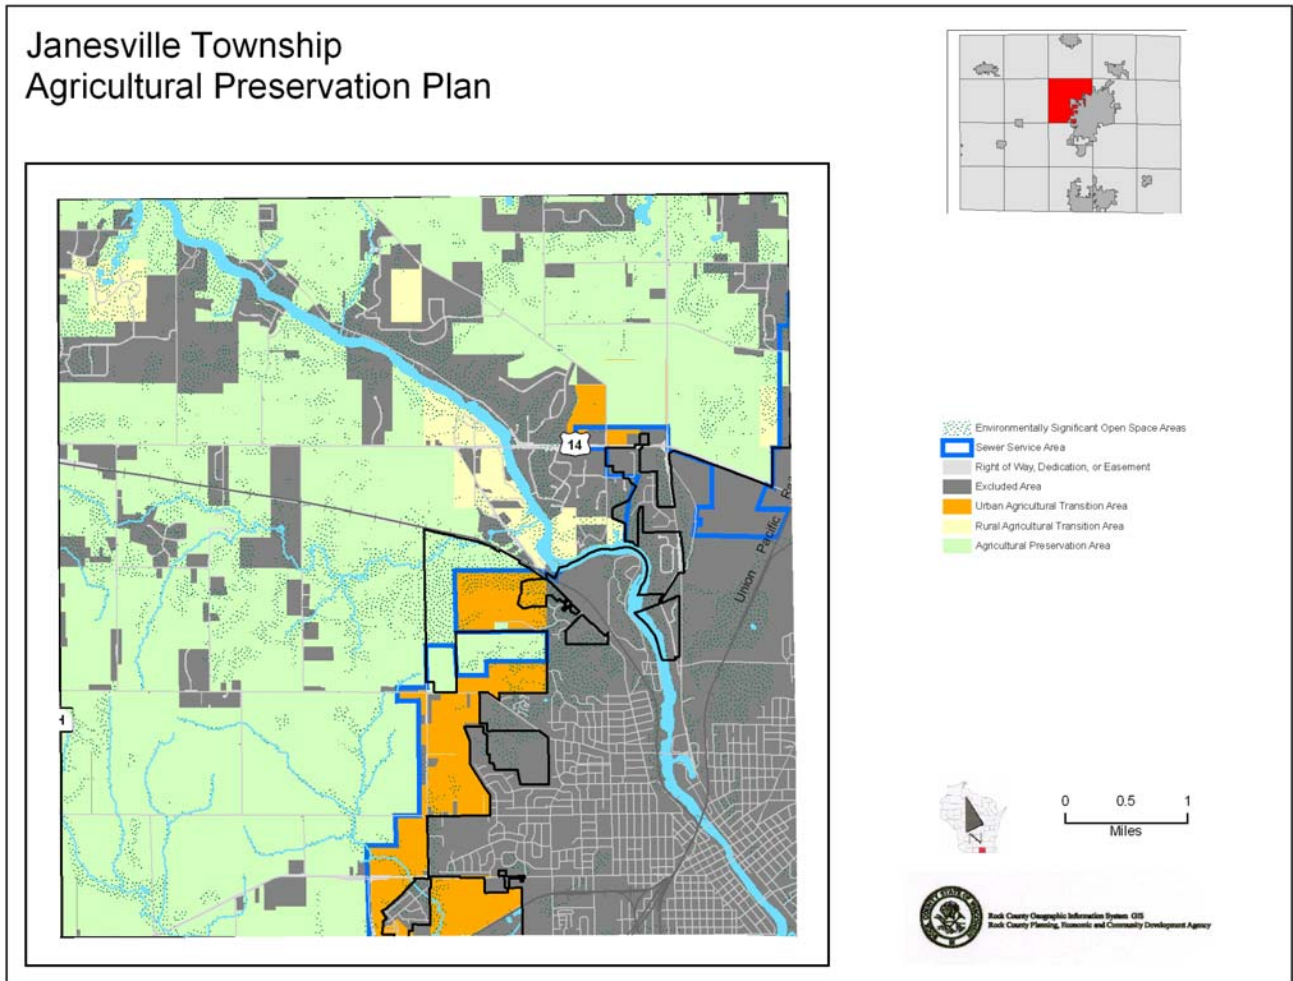 Janesville Township
Agricultural Preservation Plan
14
Union Pacific
H
Environmentally Significant Open Space Areas
Sewer Service Area
Right of Way, Dedication, or Easement
Excluded Area
Urban Agricultural Transition Area
Rural Agricultural Transition Area
Agricultural Preservation Area
0 0.5 1
Miles
Rock County Geographic Information System GIS
Rock County Planning, Economic and Community Development Agency